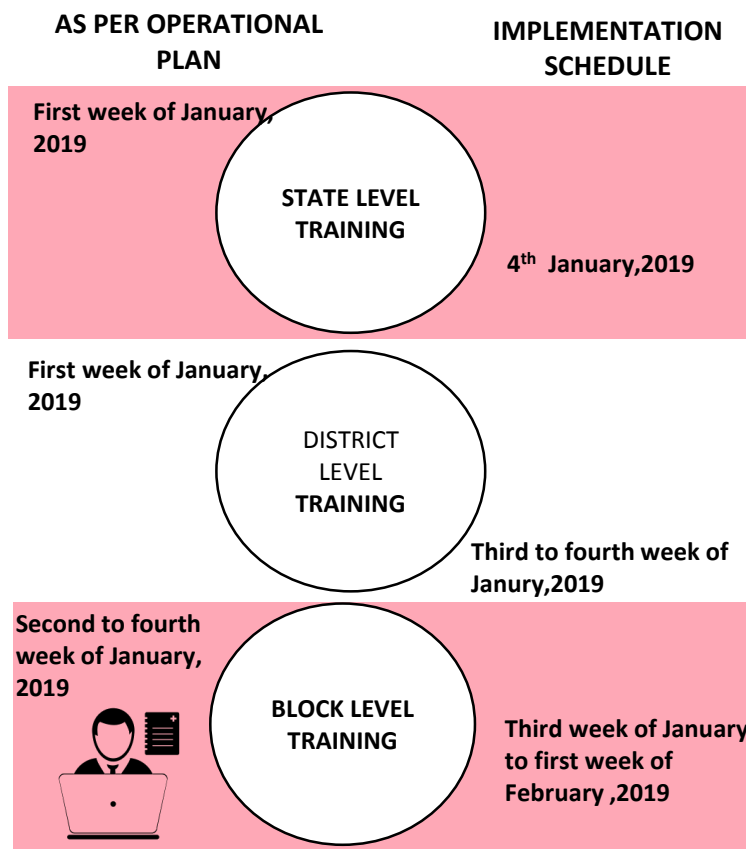 AS PER OPERATIONAL
PLAN
IMPLEMENTATION
SCHEDULE
First week of January,
2019
STATE LEVEL
TRAINING
4th January,2019
First week of January,
2019
DISTRICT
LEVEL
TRAINING
Third to fourth week of
Janury,2019
Second to fourth
week of January,
2019
BLOCK LEVEL
TRAINING
Third week of January
to first week of
February ,2019